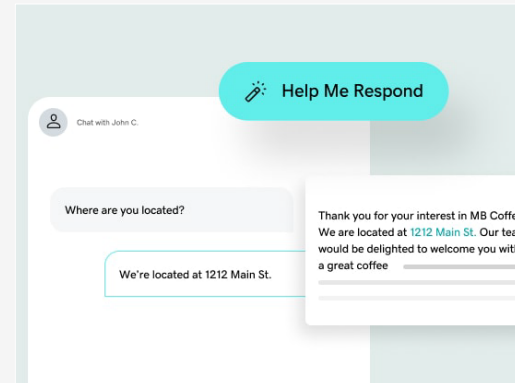 Help Me Respond
Chat with John C.
Where are you located?
We're located at 1212 Main St.
Thank you for your interest in MB Coffe
We are located at 1212 Main St. Our tea
would be delighted to welcome you wit
a great coffee